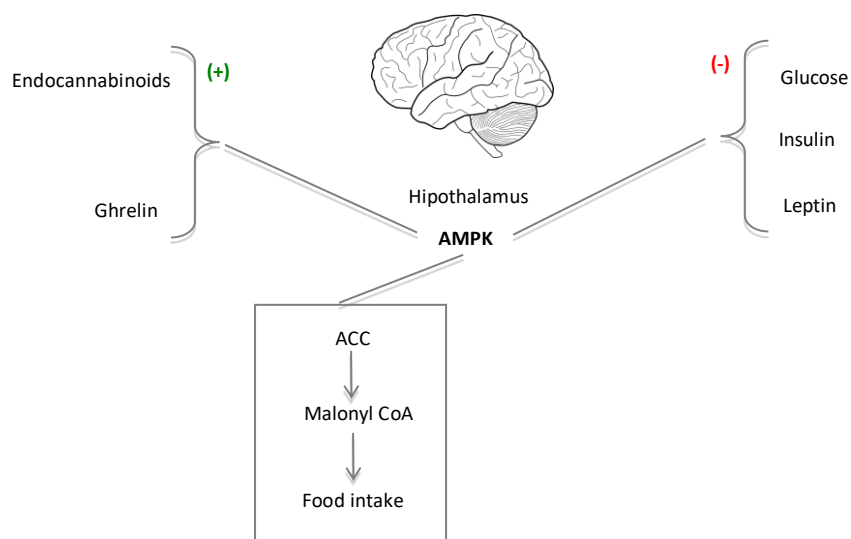 Endocannabinoids
(+)
Ghrelin
(-)
Glucose
Insulin
Leptin
Hipothalamus
AMPK
ACC
Malonyl CoA
Food intake